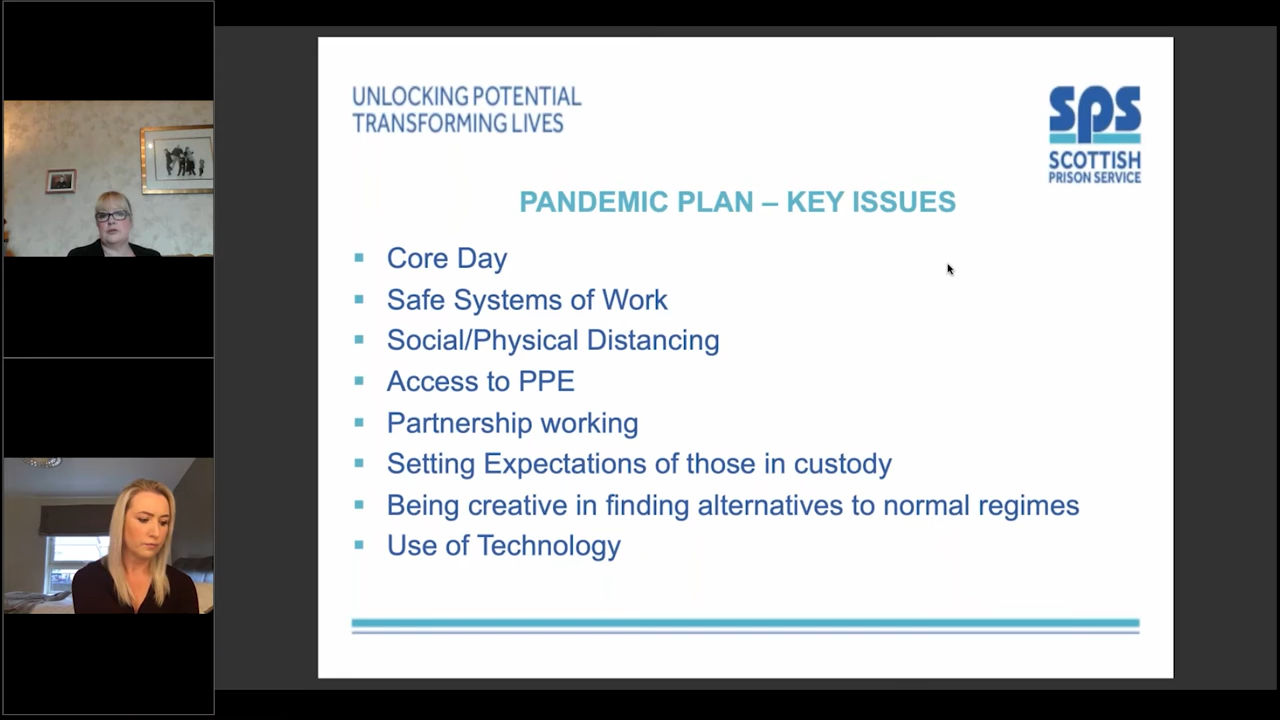 UNLOCKING POTENTIAL
TRANSFORMING LIVES
sps
SCOTTISH
PRISON SERVICE
PANDEMIC PLAN – KEY ISSUES
Core Day
Safe Systems of Work
Social/Physical Distancing
Access to PPE
Partnership working
Setting Expectations of those in custody
Being creative in finding alternatives to normal regimes
Use of Technology